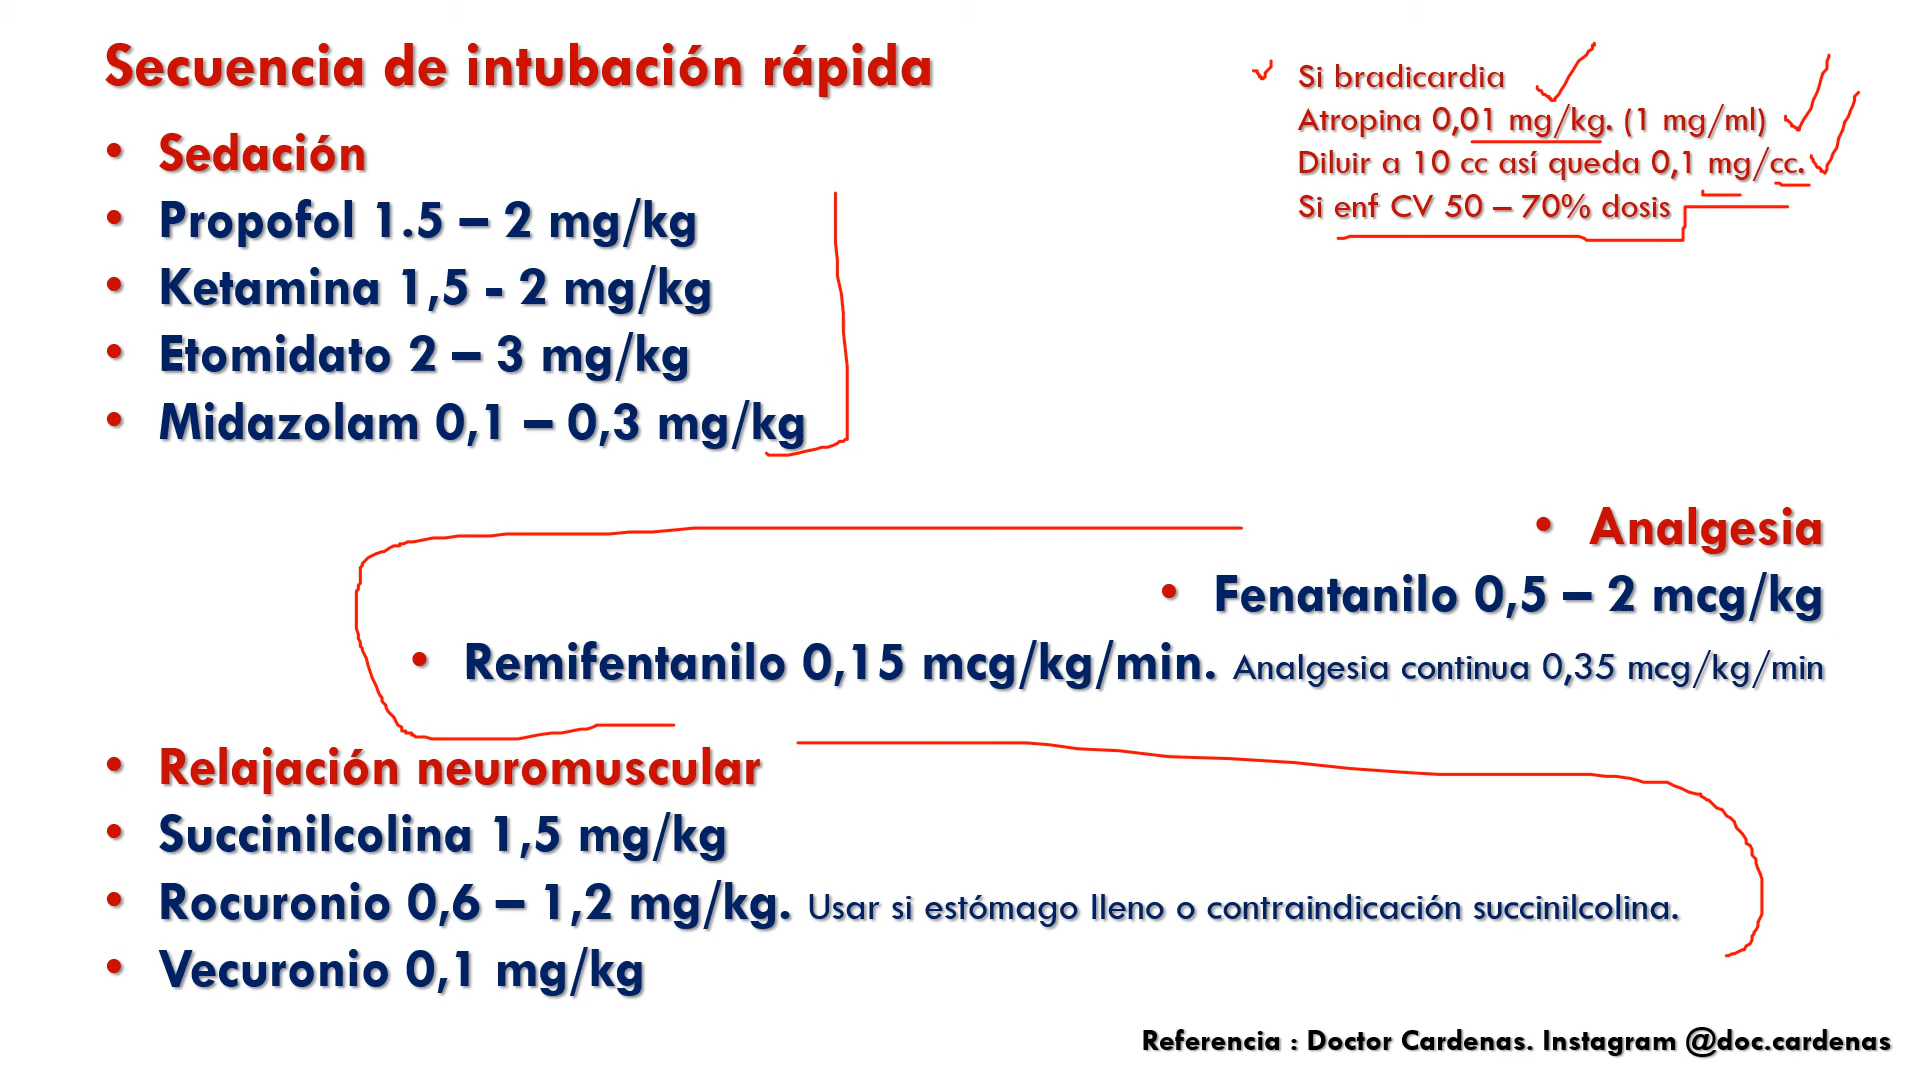 Secuencia de intubación rápida
Si bradicardia
Atropina 0,01 mg/kg. (1 mg/ml)
Diluir a 10 cc así queda 0,1 mg/cc.
Si enf CV 50 – 70% dosis
• Sedación
• Propofol 1.5 – 2 mg/kg
• Ketamina 1,5 - 2 mg/kg
• Etomidato 2 – 3 mg/kg
• Midazolam 0,1 – 0,3 mg/kg
• Analgesia
• Fenatanilo 0,5 – 2 mcg/kg
• Remifentanilo 0,15 mcg/kg/min. Analgesia continua 0,35 mcg/kg/min
• Relajación neuromuscular
• Succinilcolina 1,5 mg/kg
• Rocuronio 0,6 – 1,2 mg/kg. Usar si estómago lleno o contraindicación succinilcolina.
• Vecuronio 0,1 mg/kg
Referencia : Doctor Cardenas. Instagram @doc.cardenas